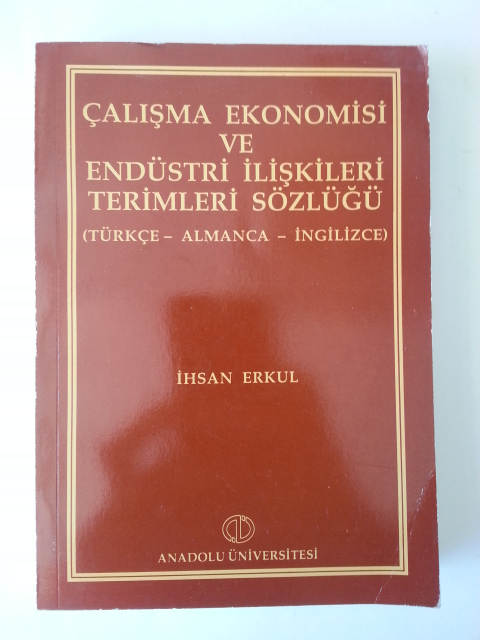 ÇALIŞMA EKONOMİSİ
VE
ENDÜSTRİ İLİŞKİLERİ
TERİMLERİ SÖZLÜĞÜ
(TÜRKÇE – ALMANCA – İNGİLİZCE)
İHSAN ERKUL
ANADOLU ÜNİVERSİTESİ